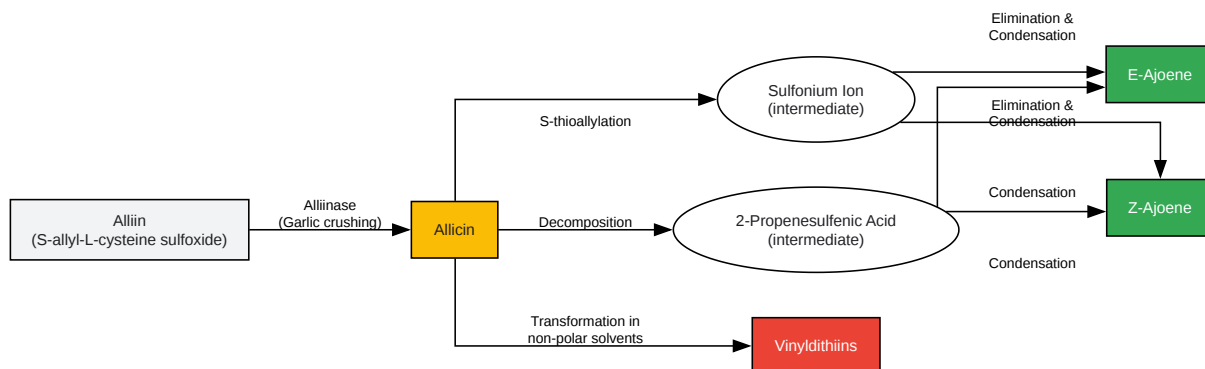 Elimination &
Condensation
E-Ajoene
Sulfonium Ion
(intermediate)
S-thioallylation
Elimination &
Condensation
Alliin
(S-allyl-L-cysteine sulfoxide)
Alliinase
(Garlic crushing)
Allicin
Decomposition
2-Propenesulfenic Acid
(intermediate)
Condensation
Z-Ajoene
Condensation
Transformation in
non-polar solvents
Vinyldithiins